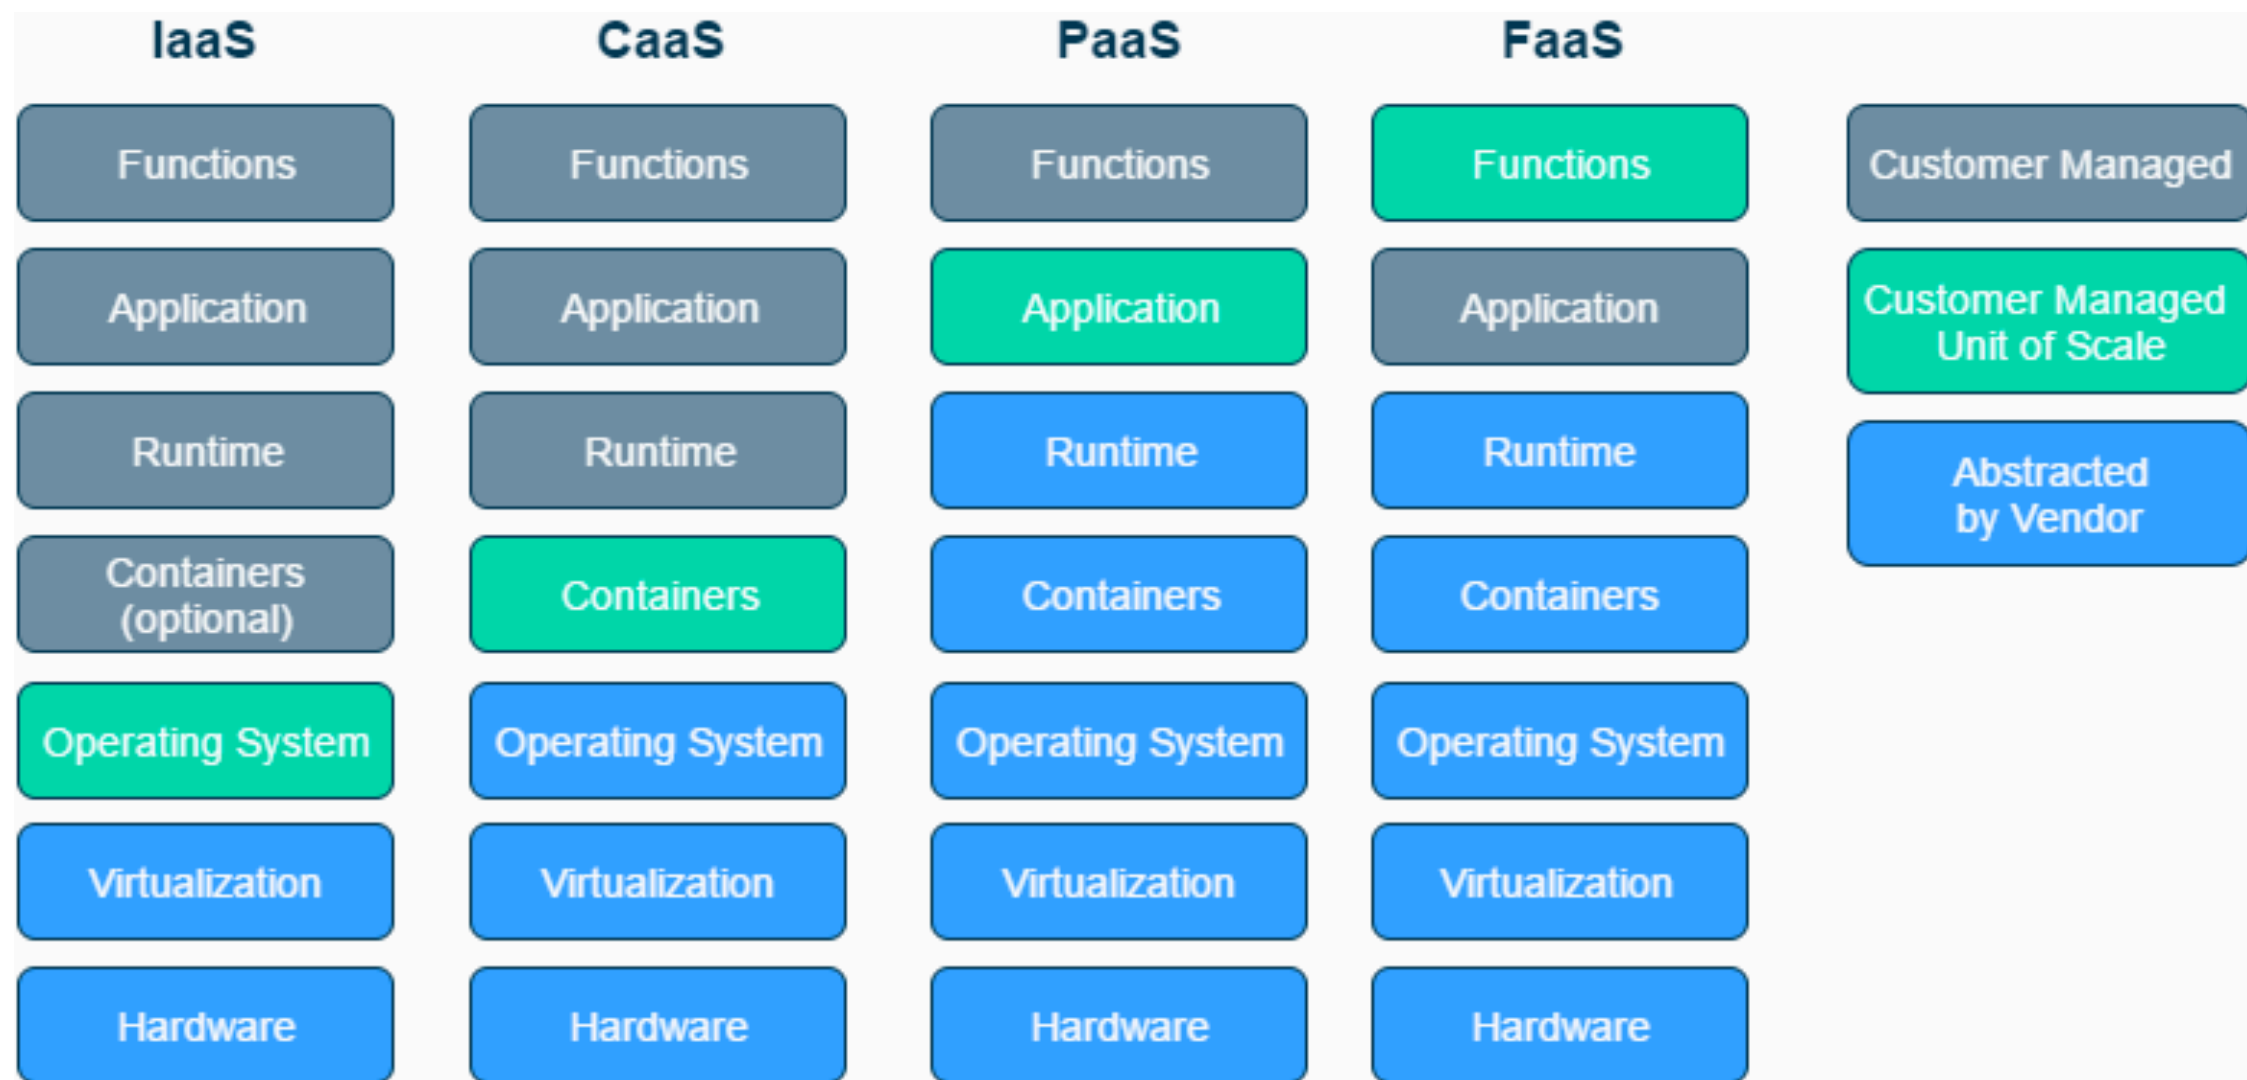 IaaS
CaaS
PaaS
FaaS
Functions
Functions
Functions
Functions
Customer Managed
Application
Application
Application
Application
Customer Managed
Unit of Scale
Runtime
Runtime
Runtime
Runtime
Abstracted
by Vendor
Containers
(optional)
Containers
Containers
Containers
Operating System
Operating System
Operating System
Operating System
Virtualization
Virtualization
Virtualization
Virtualization
Hardware
Hardware
Hardware
Hardware